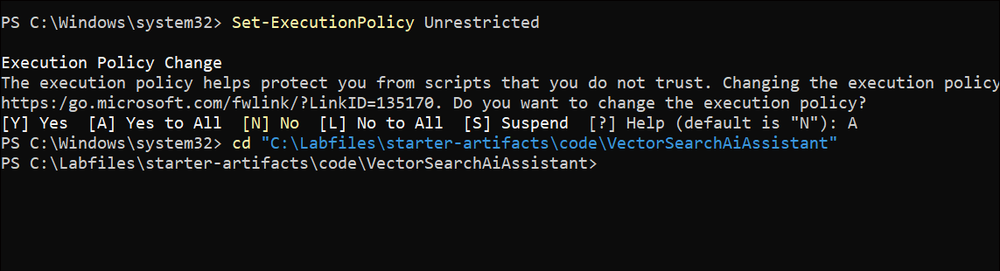 PS C:\Windows\system32> Set-ExecutionPolicy Unrestricted
Execution Policy Change
The execution policy helps protect you from scripts that you do not trust. Changing the execution policy
https:/go.microsoft.com/fwlink/?LinkID=135170. Do you want to change the execution policy?
[Y] Yes  [A] Yes to All  [N] No  [L] No to All  [S] Suspend  [?] Help (default is "N"): A
PS C:\Windows\system32> cd "C:\Labfiles\starter-artifacts\code\VectorSearchAiAssistant"
PS C:\Labfiles\starter-artifacts\code\VectorSearchAiAssistant>